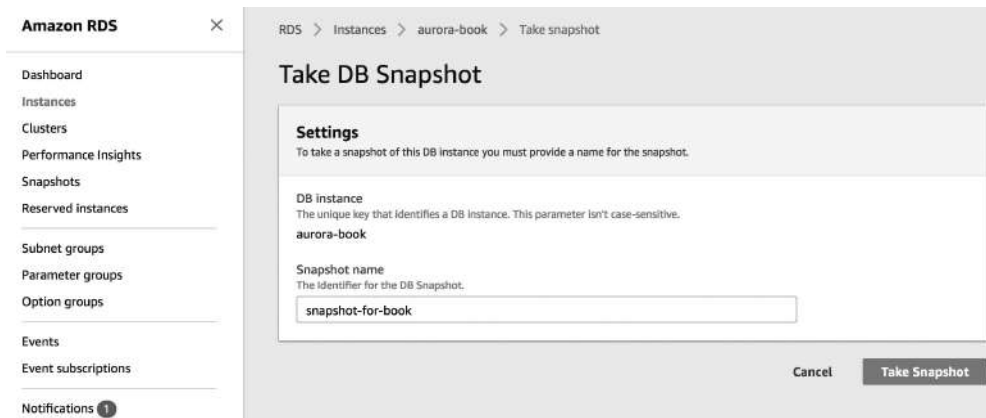 Amazon RDS
Dashboard
Instances
Clusters
Performance Insights
Snapshots
Reserved instances
Subnet groups
Parameter groups
Option groups
Events
Event subscriptions
Notifications 1
RDS > Instances > aurora-book > Take snapshot
Take DB Snapshot
Settings
To take a snapshot of this DB instance you must provide a name for the snapshot.
DB instance
The unique key that identifies a DB instance. This parameter isn't case-sensitive.
aurora-book
Snapshot name
The Identifier for the DB Snapshot.
snapshot-for-book
Cancel
Take Snapshot